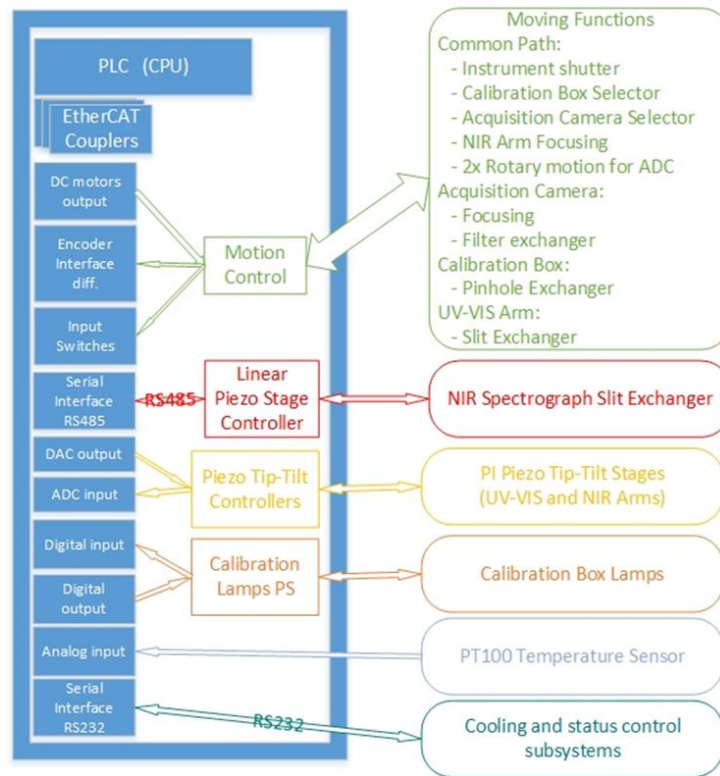 PLC (CPU)
EtherCAT
Couplers
DC motors
output
Encoder
Interface
diff.
Input
Switches
Serial
Interface
RS485
DAC output
ADC input
Digital input
Digital
output
Analog input
Serial
Interface
RS232
Motion
Control
RS485
Linear
Piezo Stage
Controller
Piezo Tip-Tilt
Controllers
Calibration
Lamps PS
RS232
Moving Functions
Common Path:
- Instrument shutter
- Calibration Box Selector
- Acquisition Camera Selector
- NIR Arm Focusing
- 2x Rotary motion for ADC
Acquisition Camera:
- Focusing
- Filter exchanger
Calibration Box:
- Pinhole Exchanger
UV-VIS Arm:
- Slit Exchanger
NIR Spectrograph Slit Exchanger
PI Piezo Tip-Tilt Stages
(UV-VIS and NIR Arms)
Calibration Box Lamps
PT100 Temperature Sensor
Cooling and status control
subsystems